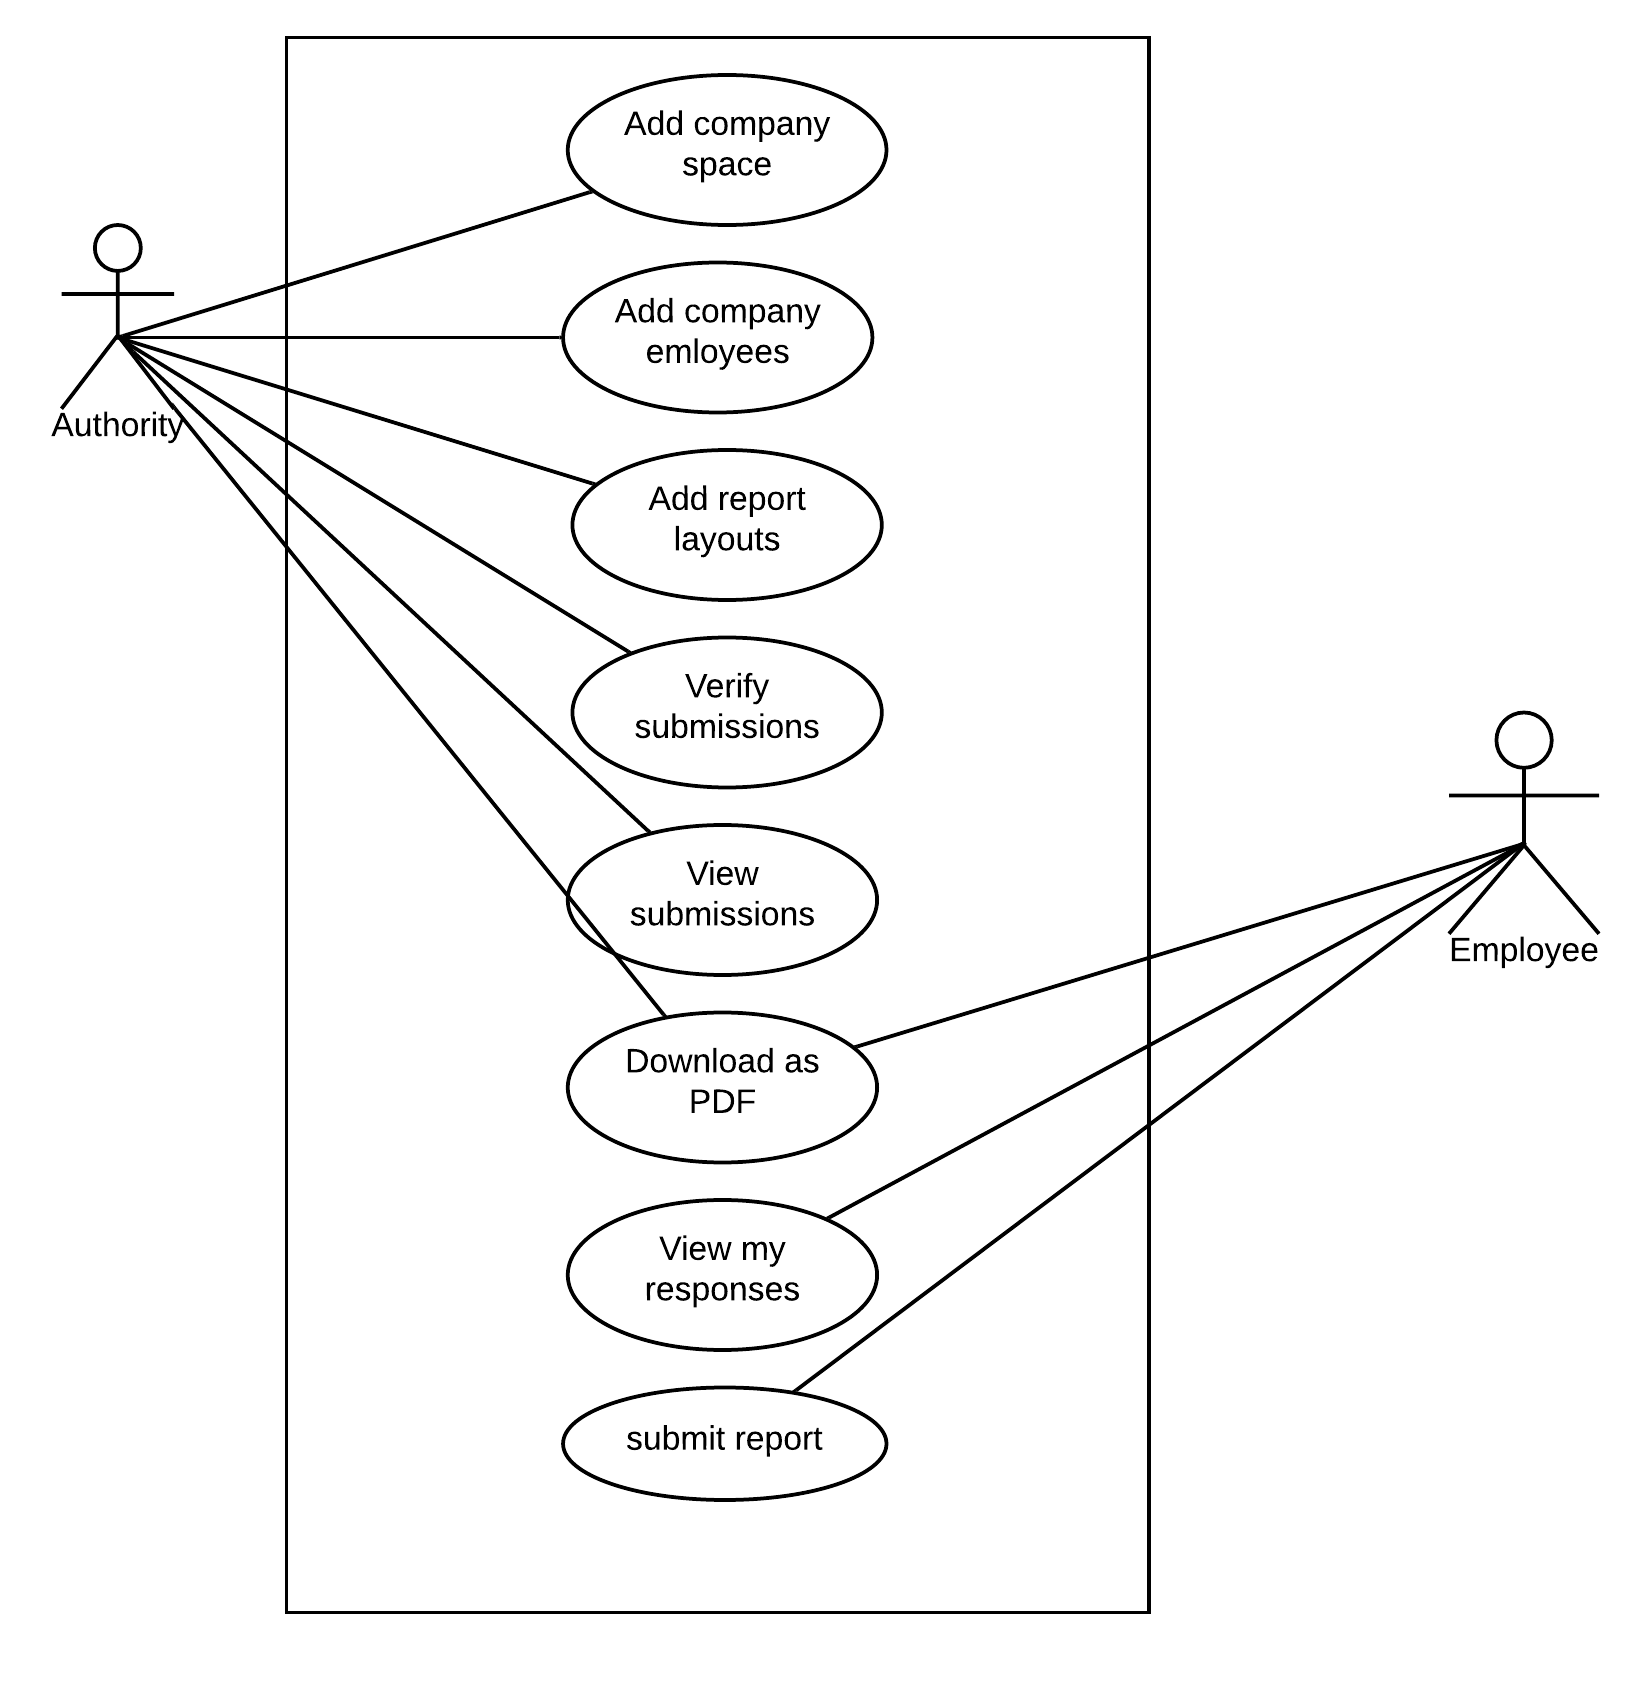 Add company
space
Add company
emloyees
Authority
Add report
layouts
Verify
submissions
View
submissions
Employee
Download as
PDF
View my
responses
submit report